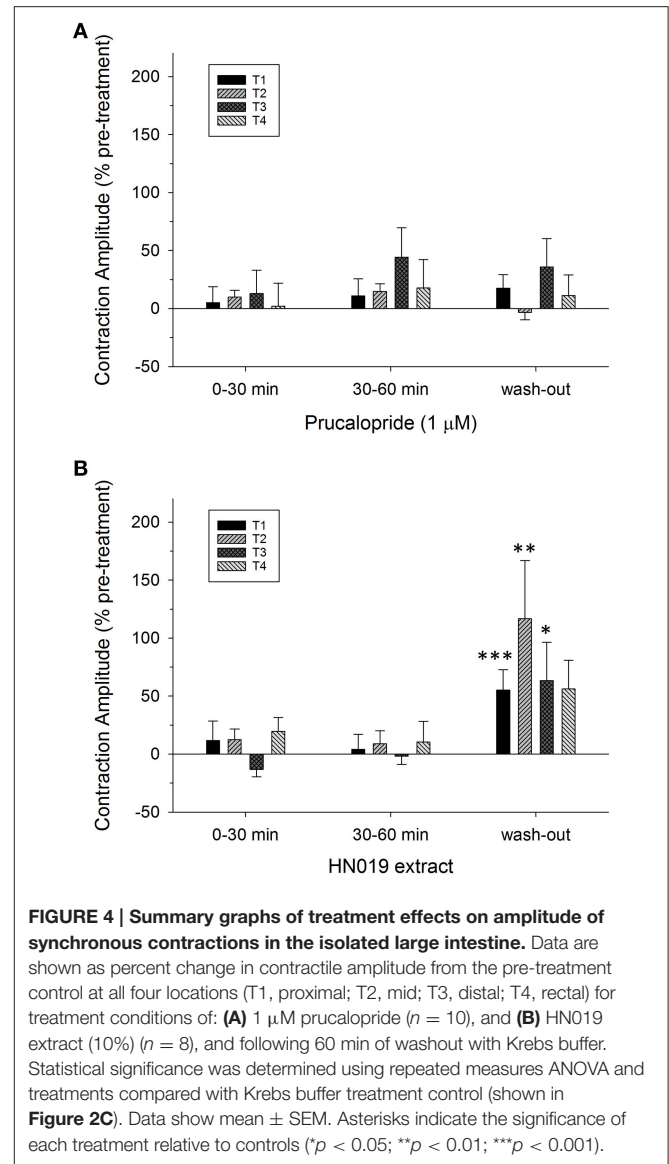 A
Contraction Amplitude (% pre-treatment)
200
150
100
50
0
-50
T1
T2
T3
T4
0-30 min 30-60 min wash-out
Prucalopride (1 μM)
B
Contraction Amplitude (% pre-treatment)
200
150
100
50
0
-50
T1
T2
T3
T4
*** ** *
0-30 min 30-60 min wash-out
HN019 extract
FIGURE 4 | Summary graphs of treatment effects on amplitude of
synchronous contractions in the isolated large intestine. Data are
shown as percent change in contractile amplitude from the pre-treatment
control at all four locations (T1, proximal; T2, mid; T3, distal; T4, rectal) for
treatment conditions of: (A) 1 μM prucalopride (n = 10), and (B) HN019
extract (10%) (n = 8), and following 60 min of washout with Krebs buffer.
Statistical significance was determined using repeated measures ANOVA and
treatments compared with Krebs buffer treatment control (shown in
Figure 2C). Data show mean ± SEM. Asterisks indicate the significance of
each treatment relative to controls (*p < 0.05; **p < 0.01; ***p < 0.001).